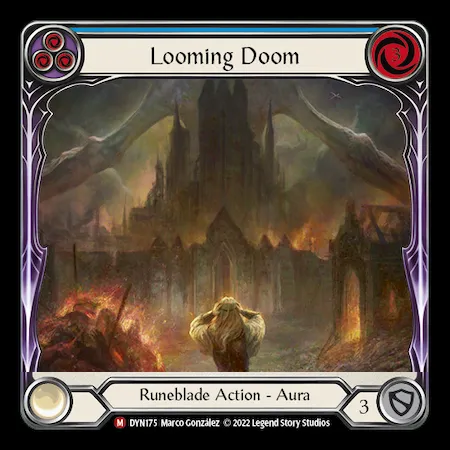 Looming Doom
3
Runeblade Action - Aura
3
M DYN175 Marco González © 2022 Legend Story Studios